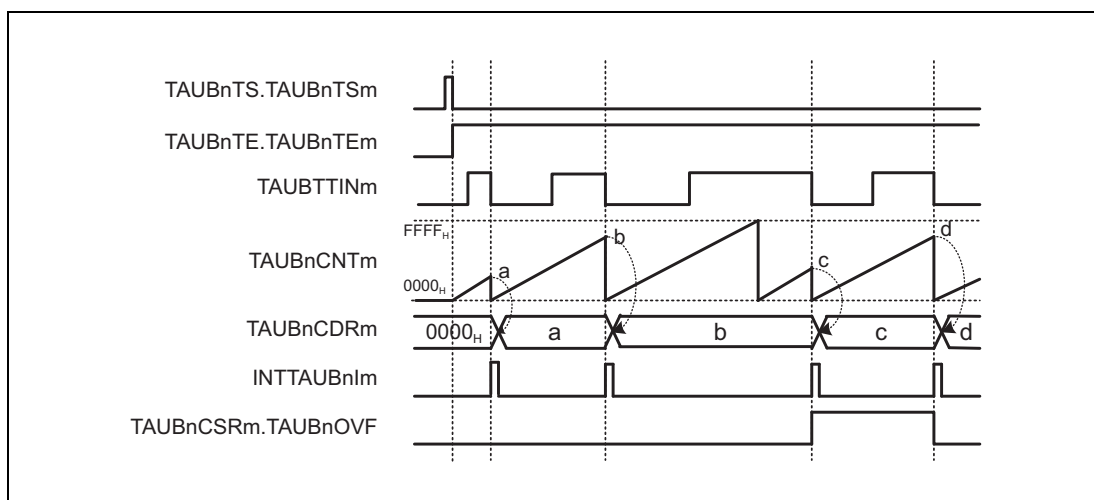 TAUBnTS.TAUBnTSm
TAUBnTE.TAUBnTEm
TAUBTTINm
FFFFH
TAUBnCNTm
0000H
a
b
c
d
TAUBnCDRm
0000H
a
b
c
d
INTTAUBnIm
TAUBnCSRm.TAUBnOVF